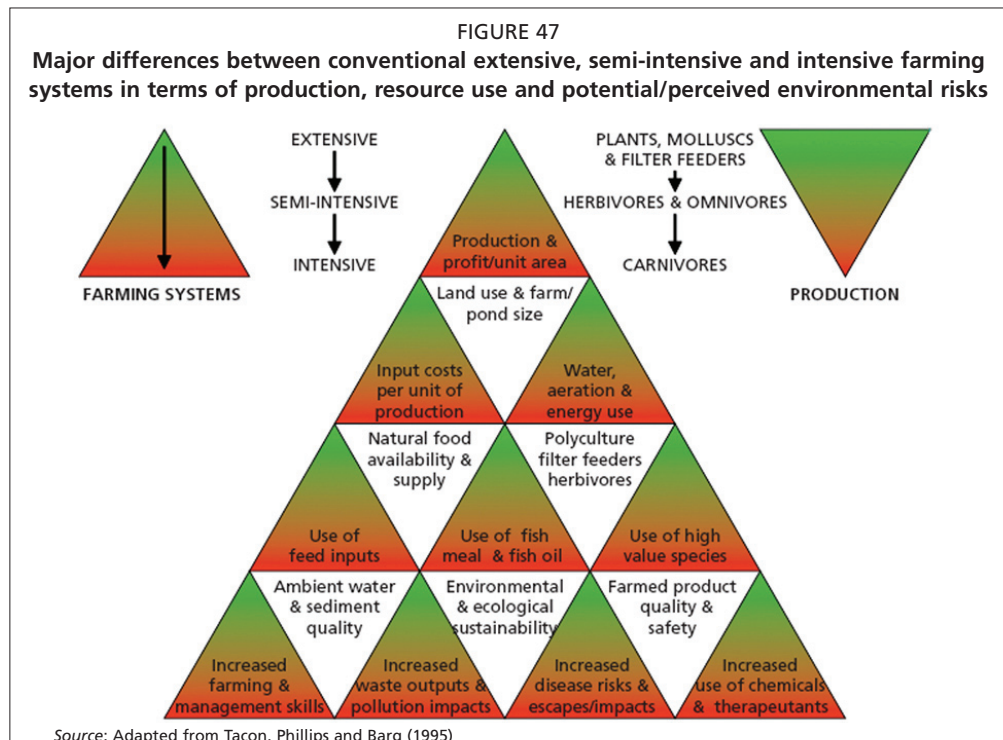 FIGURE 47
Major differences between conventional extensive, semi-intensive and intensive farming
systems in terms of production, resource use and potential/perceived environmental risks
EXTENSIVE
SEMI-INTENSIVE
INTENSIVE
FARMING SYSTEMS
PLANTS, MOLLUSCS
& FILTER FEEDERS
HERBIVORES & OMNIVORES
CARNIVORES
PRODUCTION
Production &
profit/unit area
Land use & farm/
pond size
Input costs
per unit of
production
Water,
aeration &
energy use
Natural food
availability &
supply
Polyculture
filter feeders
herbivores
Use of
feed inputs
Use of fish
meal & fish oil
Use of high
value species
Ambient water
& sediment
quality
Environmental
& ecological
sustainability
Farmed product
quality &
safety
Increased
farming &
management skills
Increased
waste outputs &
pollution impacts
Increased
disease risks &
escapes/impacts
Increased
use of chemicals
& therapeutants
Source: Adapted from Tacon, Phillips and Barg (1995)